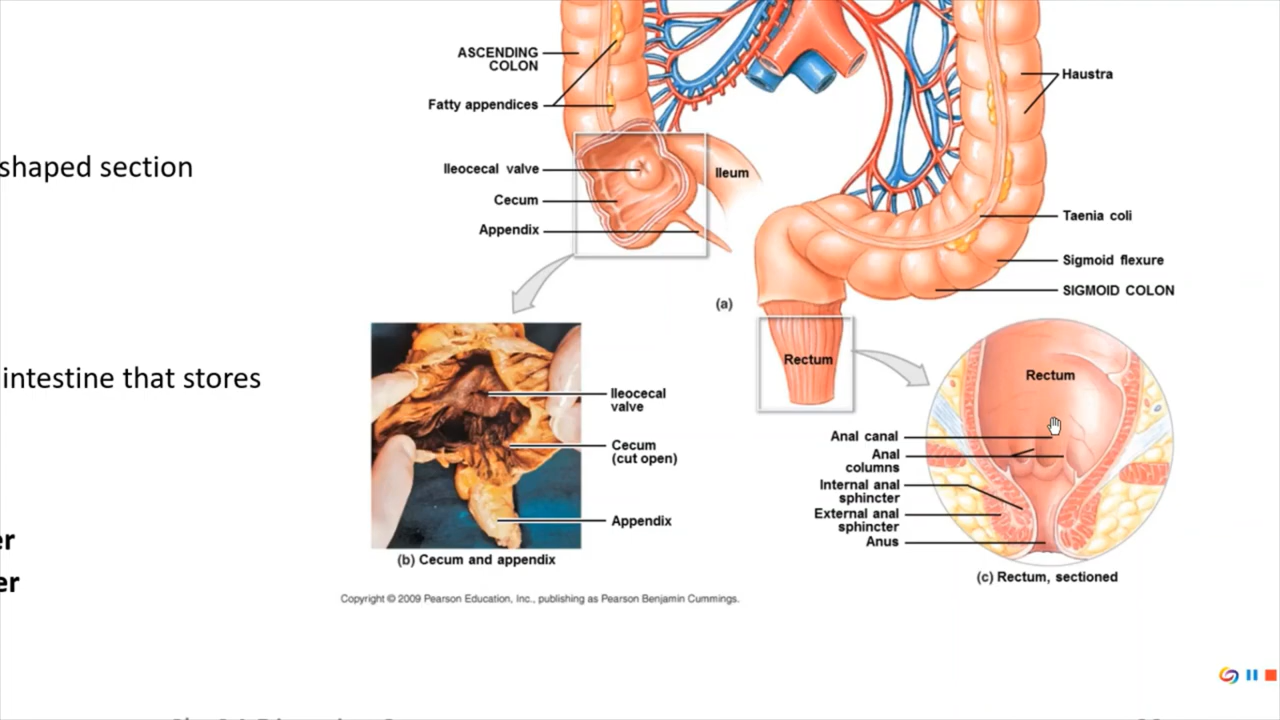 ASCENDING
COLON
Fatty appendices
Haustra
shaped section
Ileocecal valve
Ileum
Cecum
Appendix
Taenia coli
Sigmoid flexure
SIGMOID COLON
(a)
intestine that stores
Rectum
Rectum
Ileocecal
valve
Cecum
(cut open)
Appendix
Anal canal
Anal
columns
Internal anal
sphincter
External anal
sphincter
Anus
er
er
(b) Cecum and appendix
(c) Rectum, sectioned
Copyright © 2009 Pearson Education, Inc., publishing as Pearson Benjamin Cummings.